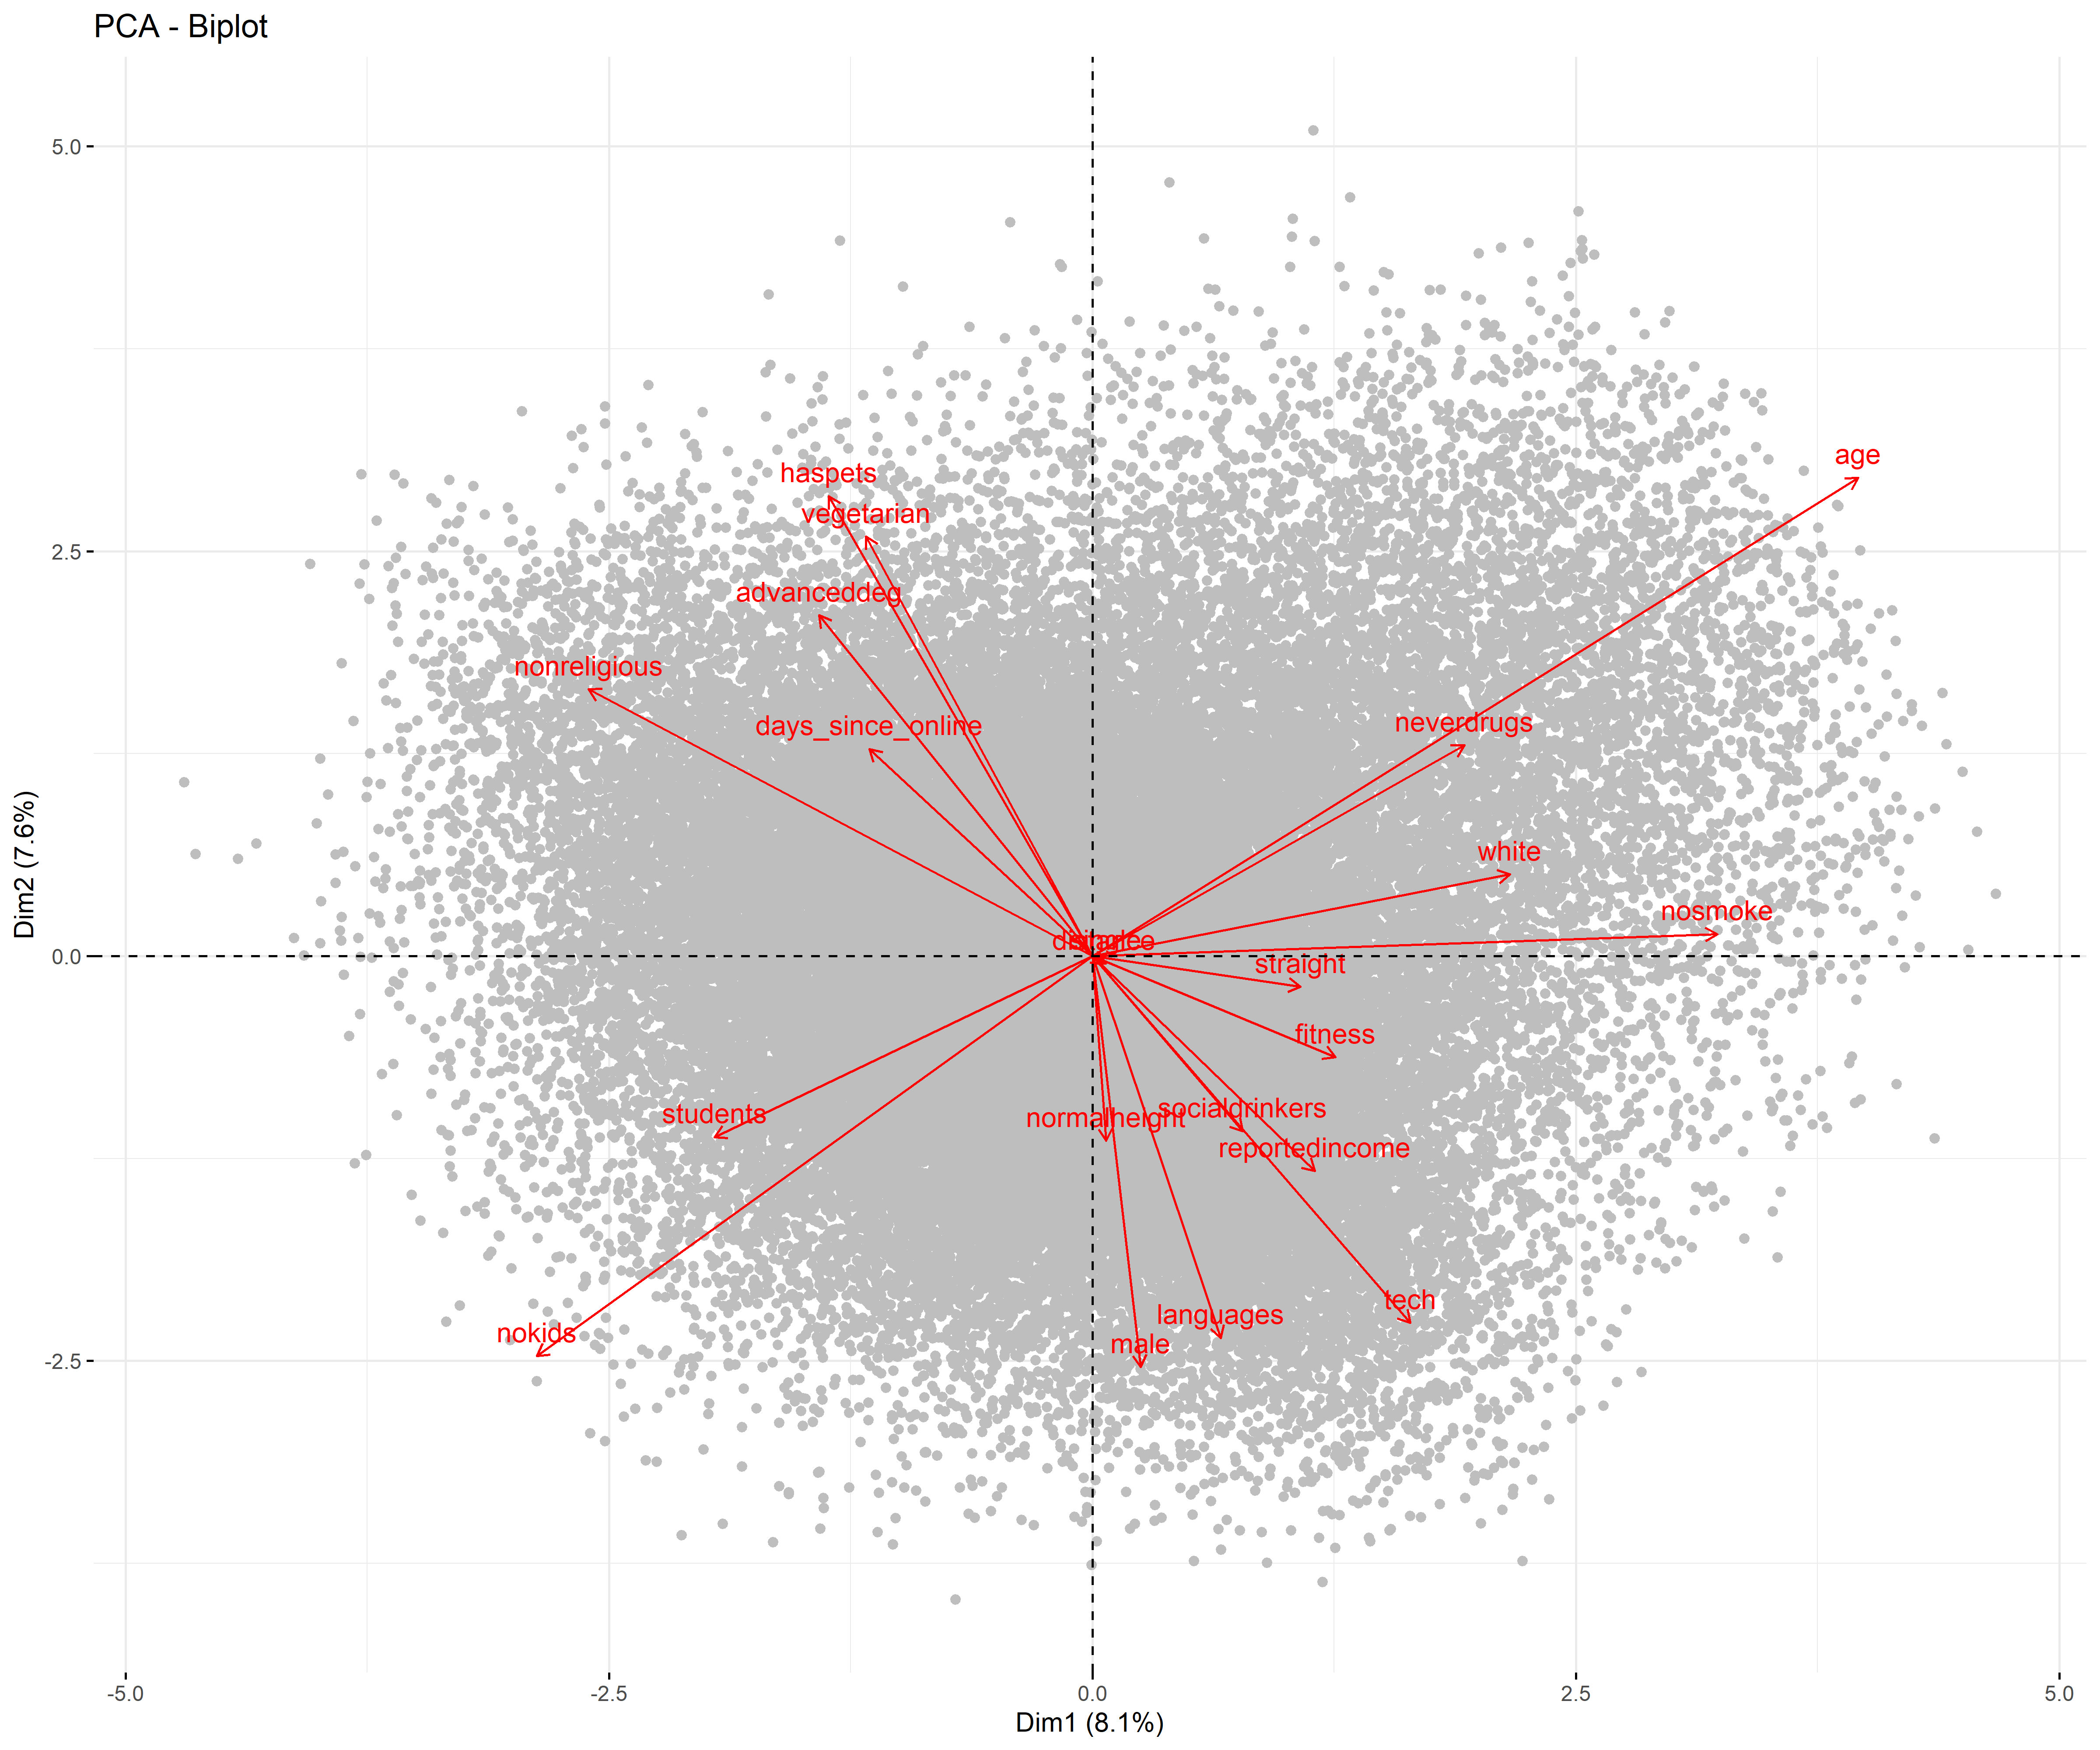 PCA - Biplot
5.0
age
haspets
vegetarian
2.5
advanceddeg
nonreligious
neverdrugs
days_since_online
white
nosmoke
0.0
straight
fitness
socialdrinkers
students
normalheight
reportedincome
tech
languages
nokids
male
-2.5
Dim2 (7.6%)
-5.0
-2.5
0.0
2.5
5.0
Dim1 (8.1%)